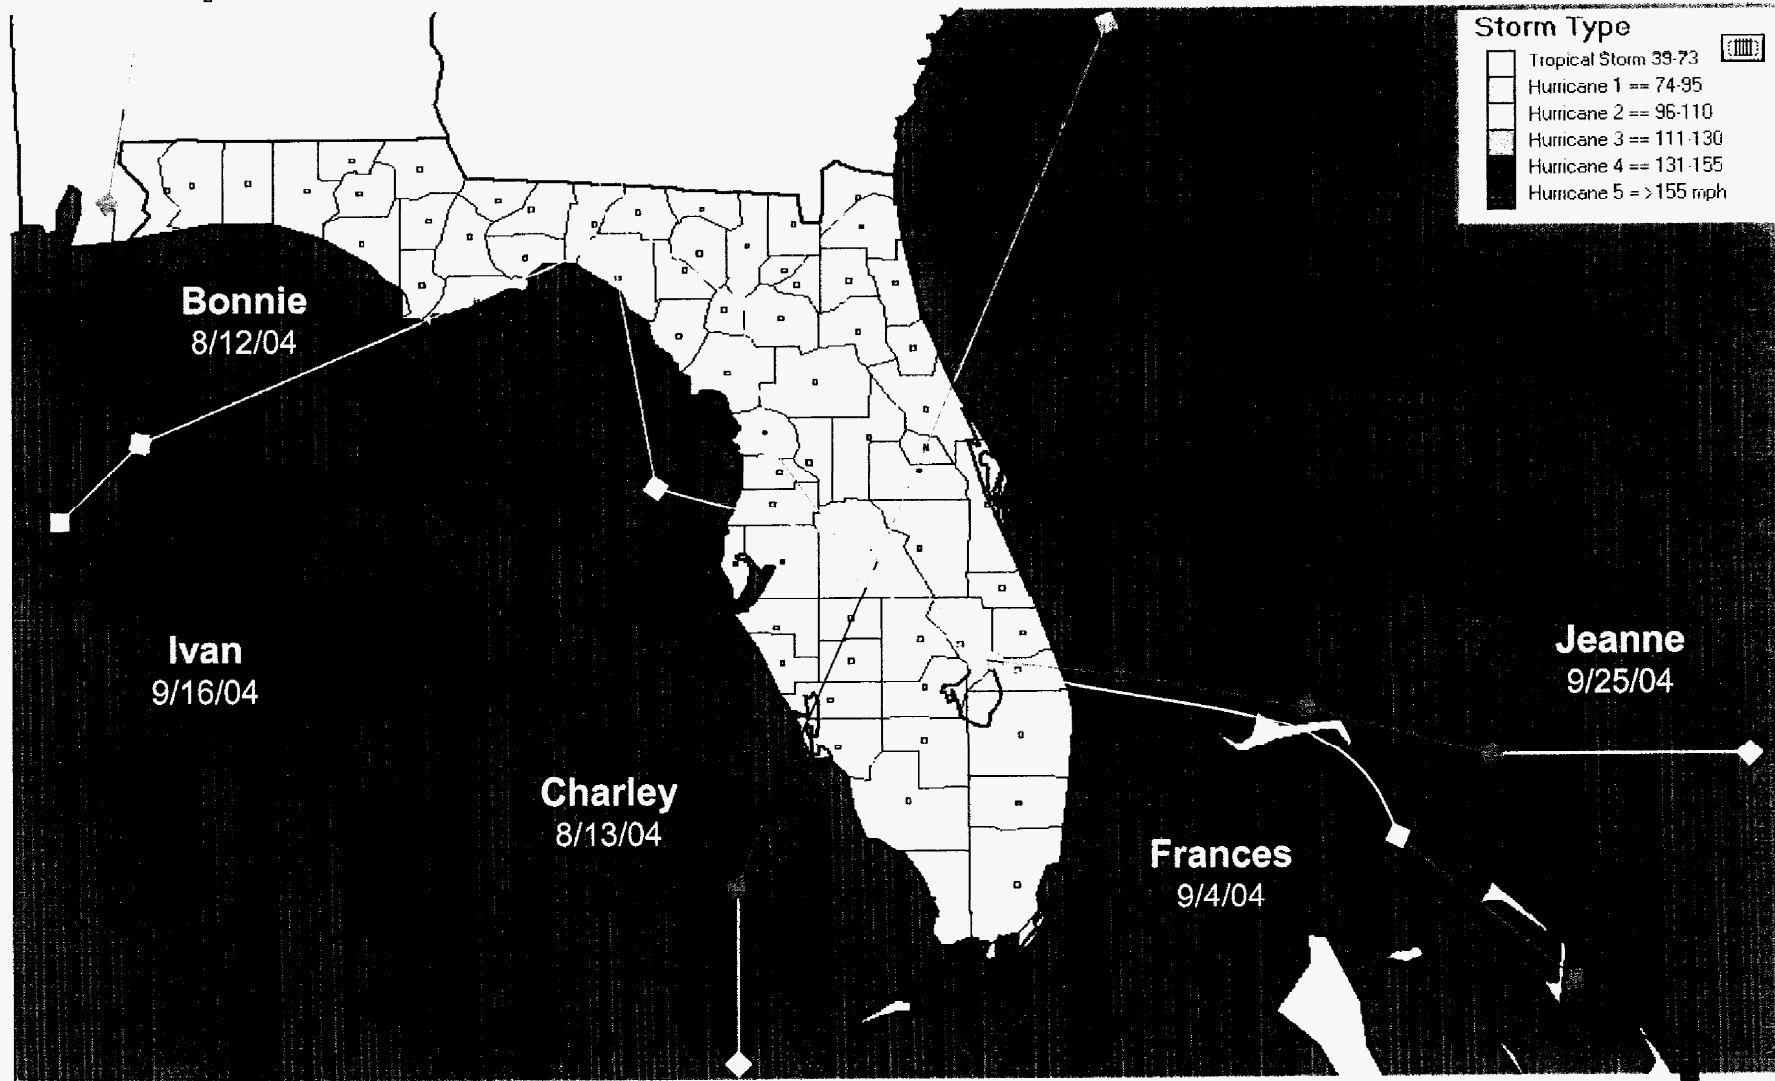 Storm Type
Tropical Storm 39-73
Hurricane 1 == 74-95
Hurricane 2 == 96-110
Hurricane 3 == 111-130
Hurricane 4 == 131-155
Hurricane 5 = >155 mph
Bonnie
8/12/04
Ivan
9/16/04
Jeanne
9/25/04
Charley
8/13/04
Frances
9/4/04